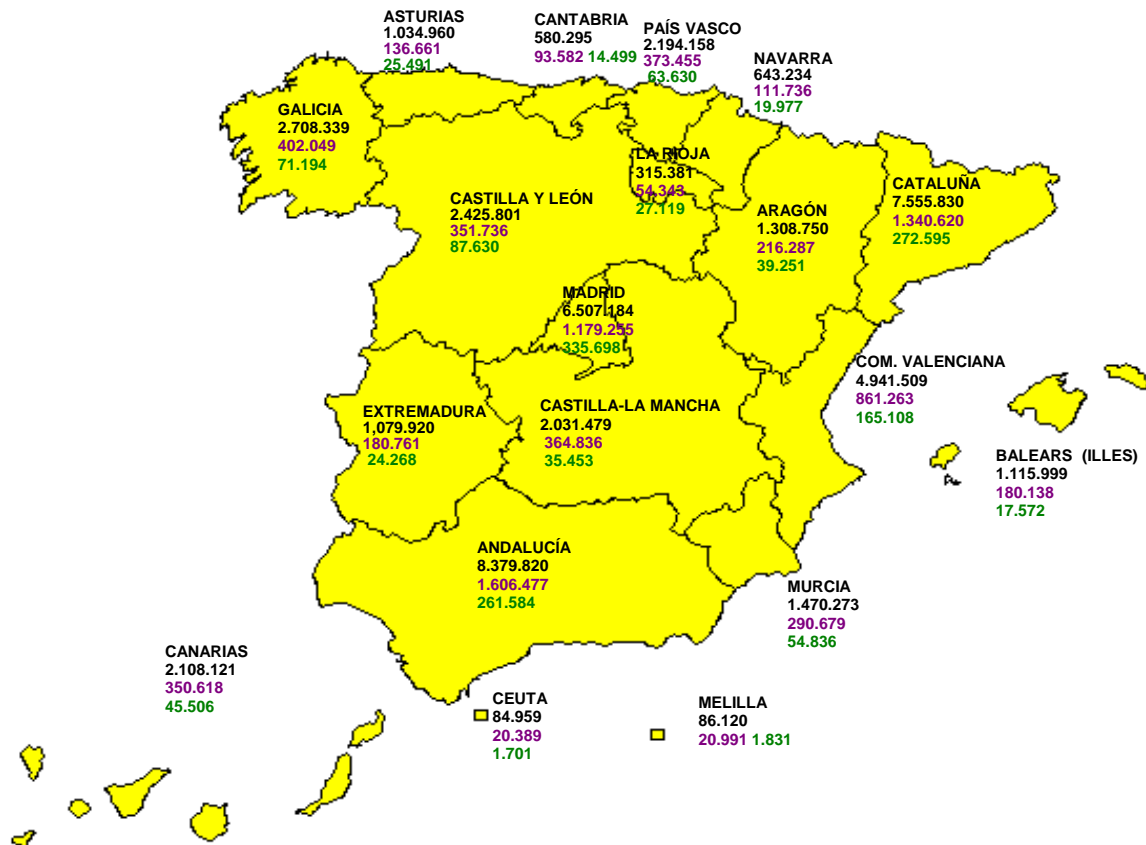 ASTURIAS
1.034.960
136.661
25.491
CANTABRIA
580.295
93.582 14.499
PAÍS VASCO
2.194.158
373.455
63.630
NAVARRA
643.234
111.736
19.977
GALICIA
2.708.339
402.049
71.194
LA RIOJA
315.381
54.343
27.119
CASTILLA Y LEÓN
2.425.801
351.736
87.630
ARAGÓN
1.308.750
216.287
39.251
CATALUÑA
7.555.830
1.340.620
272.595
MADRID
6.507.184
1.179.255
335.698
COM. VALENCIANA
4.941.509
861.263
165.108
EXTREMADURA
1,079.920
180.761
24.268
CASTILLA-LA MANCHA
2.031.479
364.836
35.453
BALEARS (ILLES)
1.115.999
180.138
17.572
ANDALUCÍA
8.379.820
1.606.477
261.584
MURCIA
1.470.273
290.679
54.836
CANARIAS
2.108.121
350.618
45.506
CEUTA
84.959
20.389
1.701
MELILLA
86.120
20.991 1.831